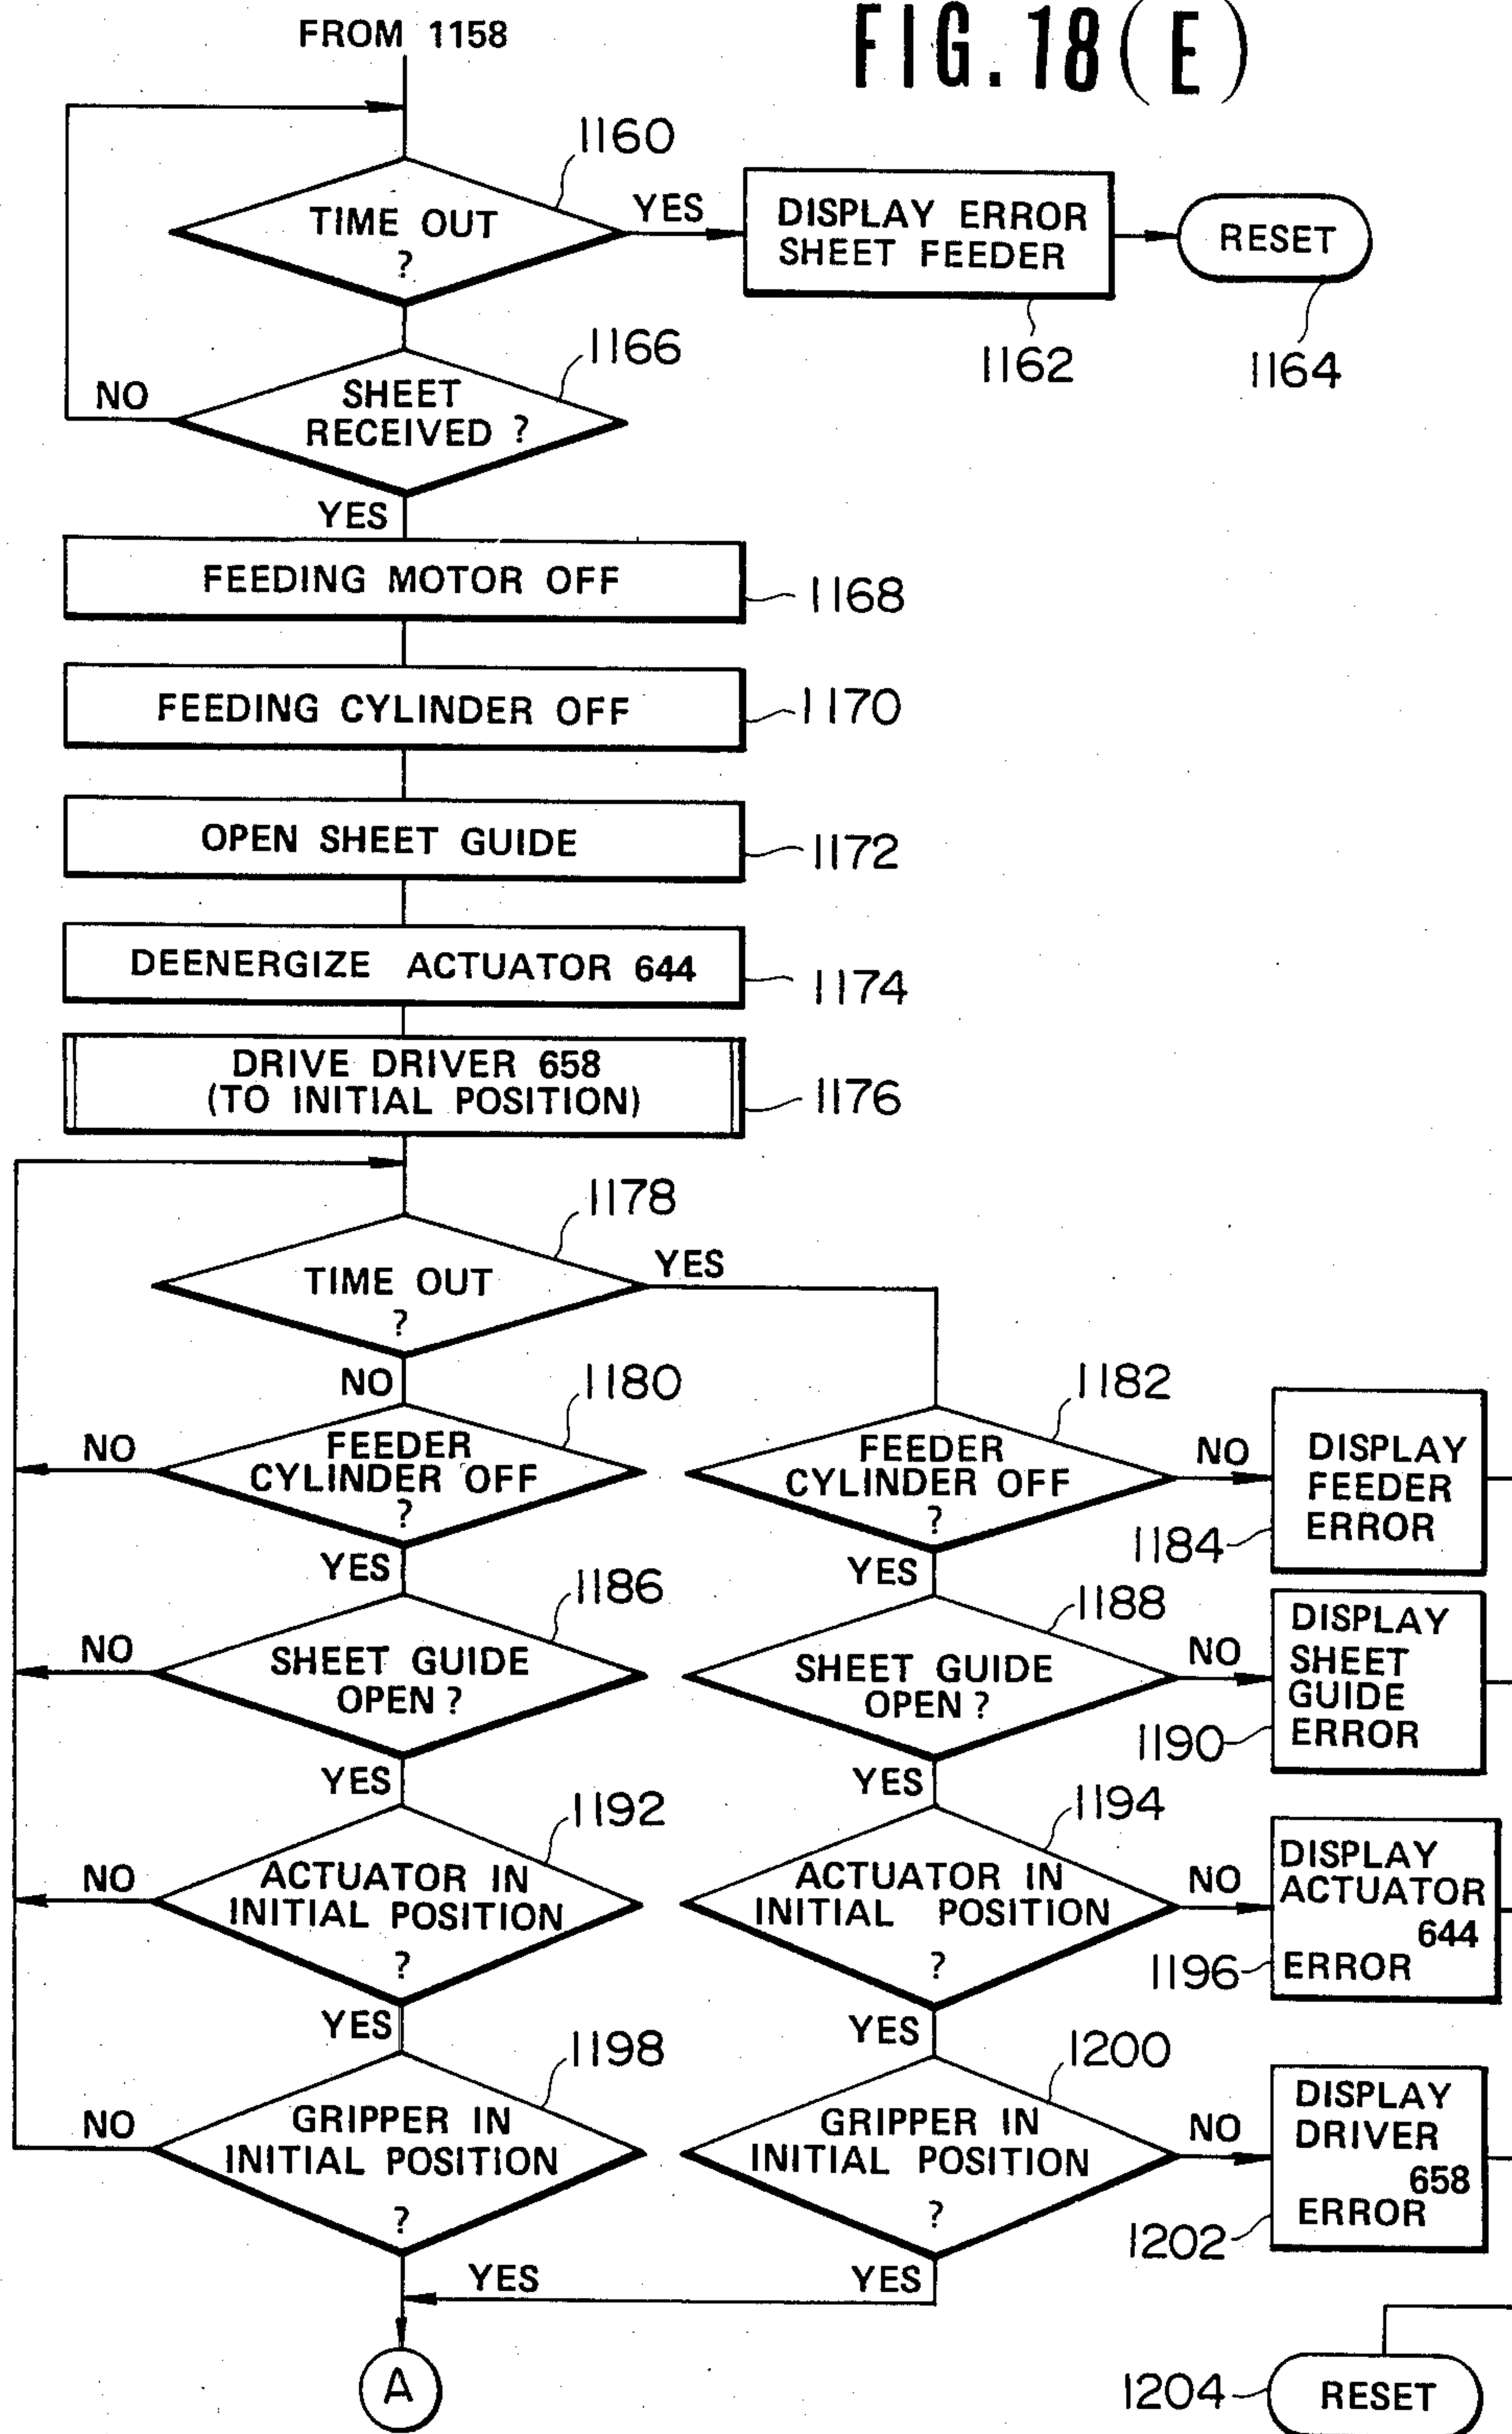 FIG. 18(E)
FROM 1158
1160
TIME OUT
?
YES
DISPLAY ERROR
SHEET FEEDER
RESET
1162
1164
1166
SHEET
RECEIVED ?
NO
YES
FEEDING MOTOR OFF
1168
FEEDING CYLINDER OFF
1170
OPEN SHEET GUIDE
1172
DEENERGIZE ACTUATOR 644
1174
DRIVE DRIVER 658
(TO INITIAL POSITION)
1176
1178
TIME OUT
?
YES
NO
1180
FEEDER
CYLINDER OFF
?
NO
YES
1182
FEEDER
CYLINDER OFF
?
NO
YES
DISPLAY
FEEDER
ERROR
1184
1186
SHEET GUIDE
OPEN ?
NO
YES
1188
SHEET GUIDE
OPEN ?
NO
YES
DISPLAY
SHEET
GUIDE
ERROR
1190
1192
ACTUATOR IN
INITIAL POSITION
?
NO
YES
1194
ACTUATOR IN
INITIAL POSITION
?
NO
YES
DISPLAY
ACTUATOR
644
ERROR
1196
1198
GRIPPER IN
INITIAL POSITION
?
NO
YES
1200
GRIPPER IN
INITIAL POSITION
?
NO
YES
DISPLAY
DRIVER
658
ERROR
1202
A
1204
RESET